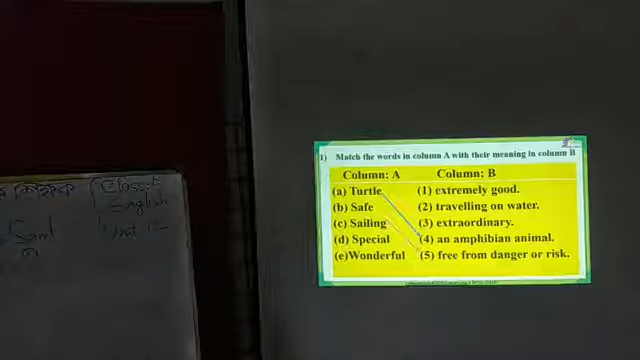 Class:
English
Unit
1) Match the words in column A with their meaning in column B
Column: A Column: B
(a) Turtle (1) extremely good.
(b) Safe (2) travelling on water.
(c) Sailing (3) extraordinary.
(d) Special (4) an amphibian animal.
(e)Wonderful (5) free from danger or risk.